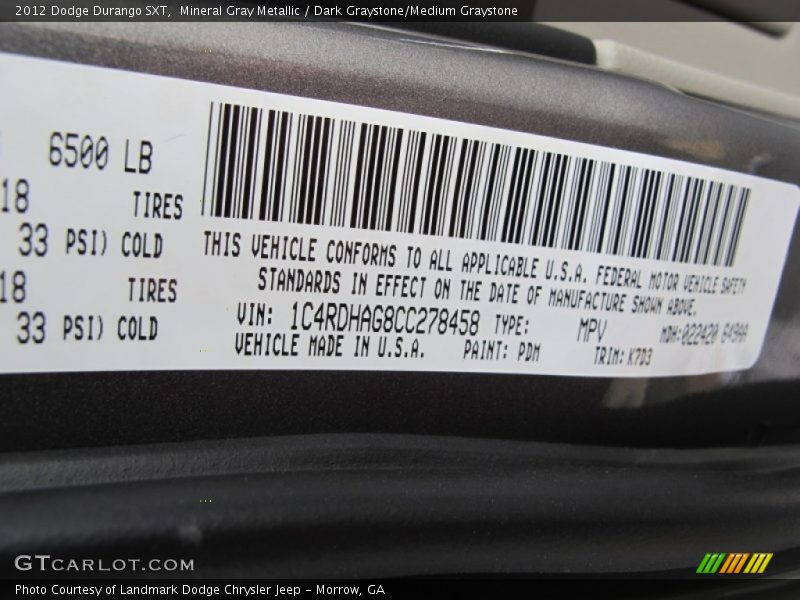 2012 Dodge Durango SXT,  Mineral Gray Metallic / Dark Graystone/Medium Graystone
6500 LB
18 TIRES
33 PSI) COLD
18 TIRES
33 PSI) COLD
THIS VEHICLE CONFORMS TO ALL APPLICABLE U.S.A. FEDERAL MOTOR VEHICLE SAFETY
STANDARDS IN EFFECT ON THE DATE OF MANUFACTURE SHOWN ABOVE.
VIN: 1C4RDHAG8CC278458 TYPE: MPV MDH:022420
VEHICLE MADE IN U.S.A. PAINT: PDM TRIM: K7D3
GTCARLOT.COM
Photo Courtesy of Landmark Dodge Chrysler Jeep - Morrow, GA